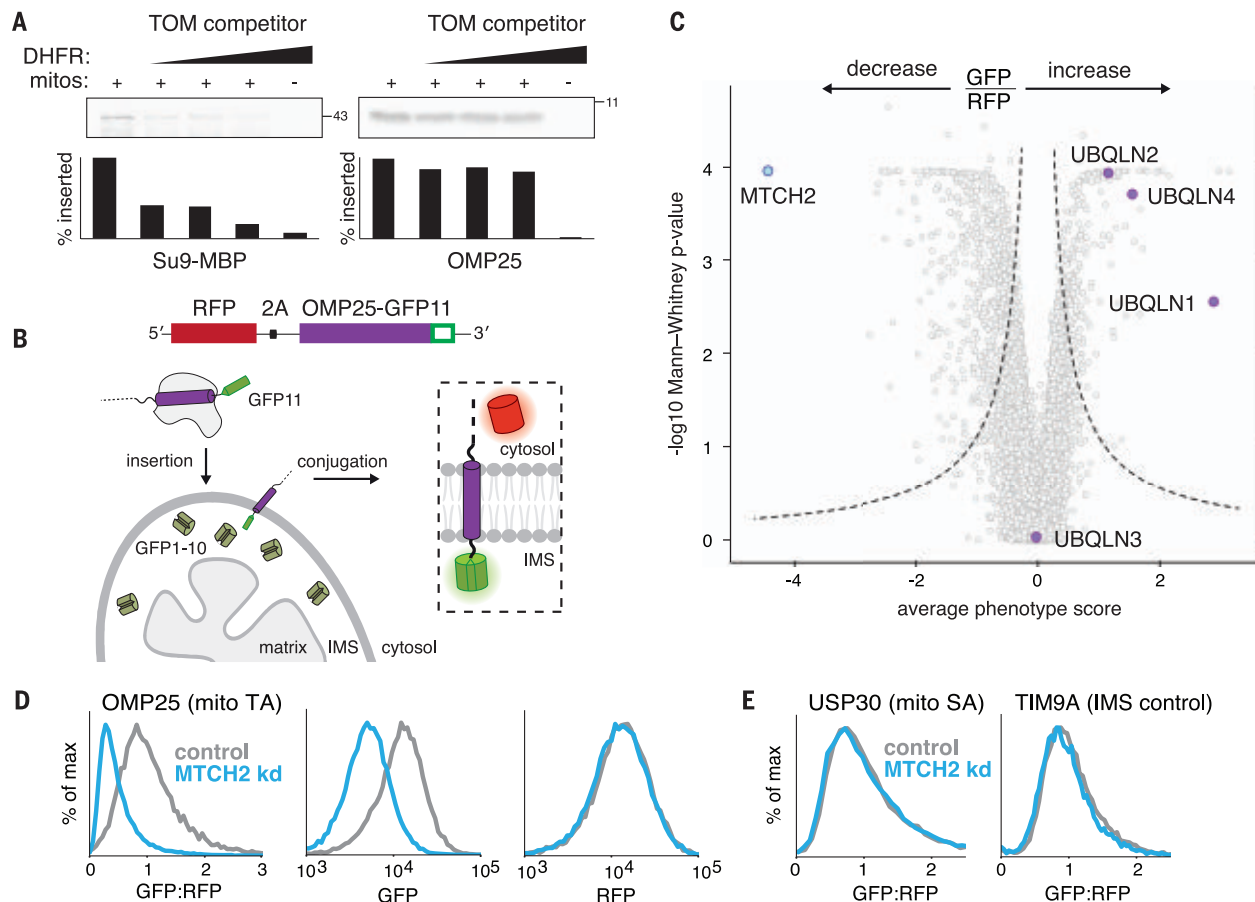 A
TOM competitor
TOM competitor
DHFR:
mitos: + + + + -
+ + + + -
43
11
% inserted
% inserted
Su9-MBP
OMP25
B
RFP 2A OMP25-GFP11
5′ 3′
GFP11
insertion
conjugation
GFP1-10
matrix IMS cytosol
cytosol
IMS
C
decrease GFP/RFP increase
-log10 Mann–Whitney p-value
4
3
2
1
0
MTCH2
UBQLN2
UBQLN4
UBQLN1
UBQLN3
-4 -2 0 2
average phenotype score
D
OMP25 (mito TA)
control
MTCH2 kd
% of max
0 1 2 3
GFP:RFP
10³ 10⁴ 10⁵
GFP
10³ 10⁴ 10⁵
RFP
E
USP30 (mito SA)
TIM9A (IMS control)
control
MTCH2 kd
% of max
0 1 2
GFP:RFP
0 1 2
GFP:RFP